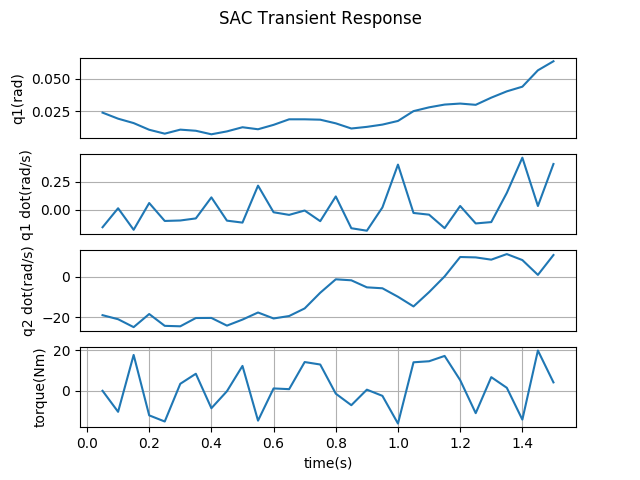 SAC Transient Response
q1(rad)
0.050
0.025
q1 dot(rad/s)
0.25
0.00
q2 dot(rad/s)
0
−20
torque(Nm)
20
0
0.0 0.2 0.4 0.6 0.8 1.0 1.2 1.4
time(s)